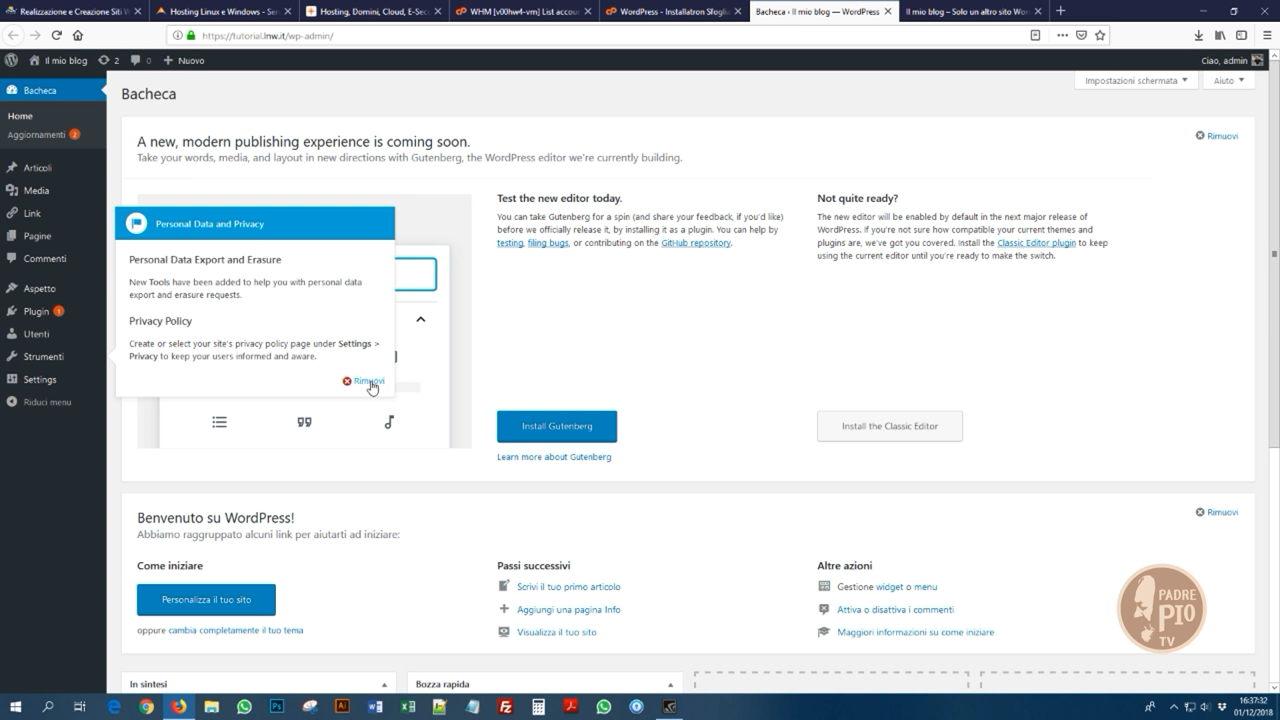 Realizzazione e Creazione Siti W
Hosting Linux e Windows - Ser
Hosting, Domini, Cloud, E-Secu
WHM [v00hw4-vm] List accou
WordPress - Installatron Sfoglia
Bacheca ‹ Il mio blog — WordPress
Il mio blog – Solo un altro sito Wor
https://tutorial.lnw.it/wp-admin/
Il mio blog
2
0
Nuovo
Ciao, admin
Bacheca
Home
Aggiornamenti 2
Articoli
Media
Link
Pagine
Commenti
Aspetto
Plugin 1
Utenti
Strumenti
Settings
Riduci menu
Bacheca
Impostazioni schermata
Aiuto
A new, modern publishing experience is coming soon.
Take your words, media, and layout in new directions with Gutenberg, the WordPress editor we're currently building.
Rimuovi
Personal Data and Privacy
Personal Data Export and Erasure
New Tools have been added to help you with personal data
export and erasure requests.
Privacy Policy
Create or select your site's privacy policy page under Settings >
Privacy to keep your users informed and aware.
Rimuovi
Test the new editor today.
You can take Gutenberg for a spin (and share your feedback, if you'd like)
before we officially release it, by installing it as a plugin. You can help by
testing, filing bugs, or contributing on the GitHub repository.
Install Gutenberg
Learn more about Gutenberg
Not quite ready?
The new editor will be enabled by default in the next major release of
WordPress. If you're not sure how compatible your current themes and
plugins are, we've got you covered. Install the Classic Editor plugin to keep
using the current editor until you're ready to make the switch.
Install the Classic Editor
Benvenuto su WordPress!
Abbiamo raggruppato alcuni link per aiutarti ad iniziare:
Rimuovi
Come iniziare
Personalizza il tuo sito
oppure cambia completamente il tuo tema
Passi successivi
Scrivi il tuo primo articolo
Aggiungi una pagina Info
Visualizza il tuo sito
Altre azioni
Gestione widget o menu
Attiva o disattiva i commenti
Maggiori informazioni su come iniziare
PADRE
PIO
TV
In sintesi
Bozza rapida
16:37:32
01/12/2018